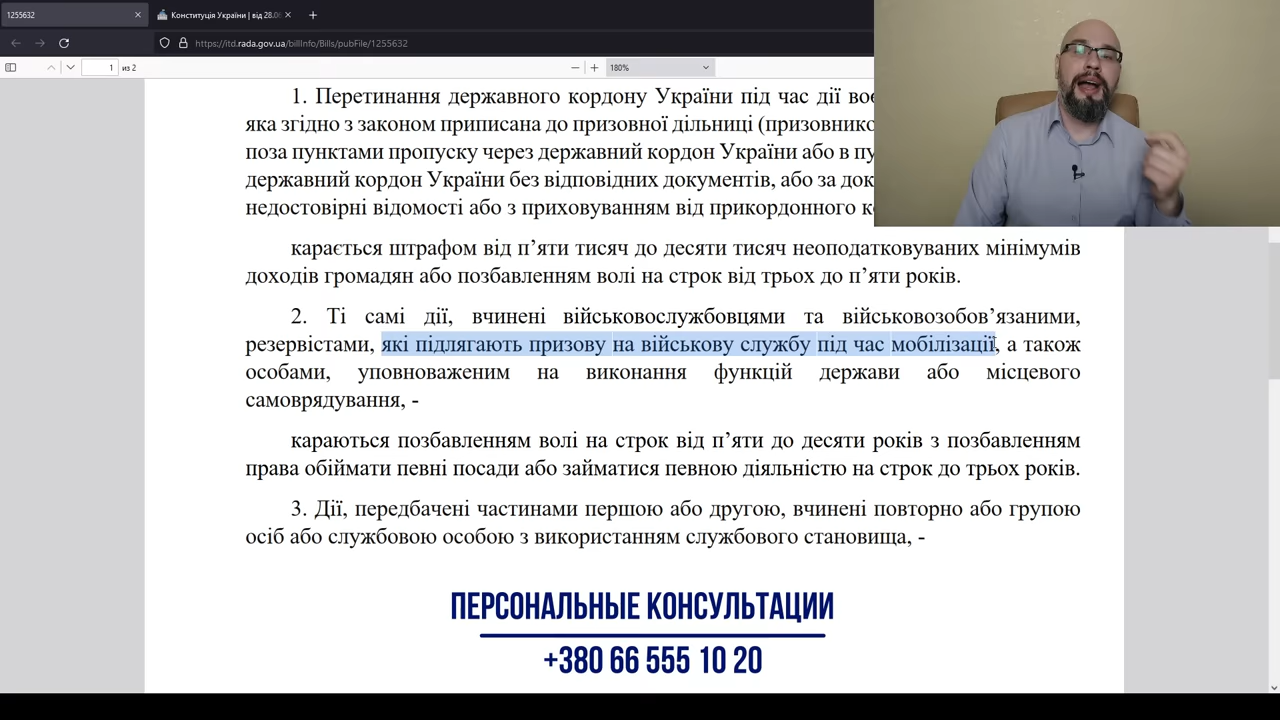 1255632
Конституція України | від 28.0
https://itd.rada.gov.ua/billInfo/Bills/pubFile/1255632
1 из 2
180%
1. Перетинання державного кордону України під час дії воє
яка згідно з законом приписана до призовної дільниці (призовнико
поза пунктами пропуску через державний кордон України або в пу
державний кордон України без відповідних документів, або за док
недостовірні відомості або з приховуванням від прикордонного к
карається штрафом від п’яти тисяч до десяти тисяч неоподатковуваних мінімумів
доходів громадян або позбавленням волі на строк від трьох до п’яти років.
2. Ті самі дії, вчинені військовослужбовцями та військовозобов’язаними,
резервістами, які підлягають призову на військову службу під час мобілізації, а також
особами, уповноваженим на виконання функцій держави або місцевого
самоврядування, -
караються позбавленням волі на строк від п’яти до десяти років з позбавленням
права обіймати певні посади або займатися певною діяльністю на строк до трьох років.
3. Дії, передбачені частинами першою або другою, вчинені повторно або групою
осіб або службовою особою з використанням службового становища, -
ПЕРСОНАЛЬНЫЕ КОНСУЛЬТАЦИИ
+380 66 555 10 20